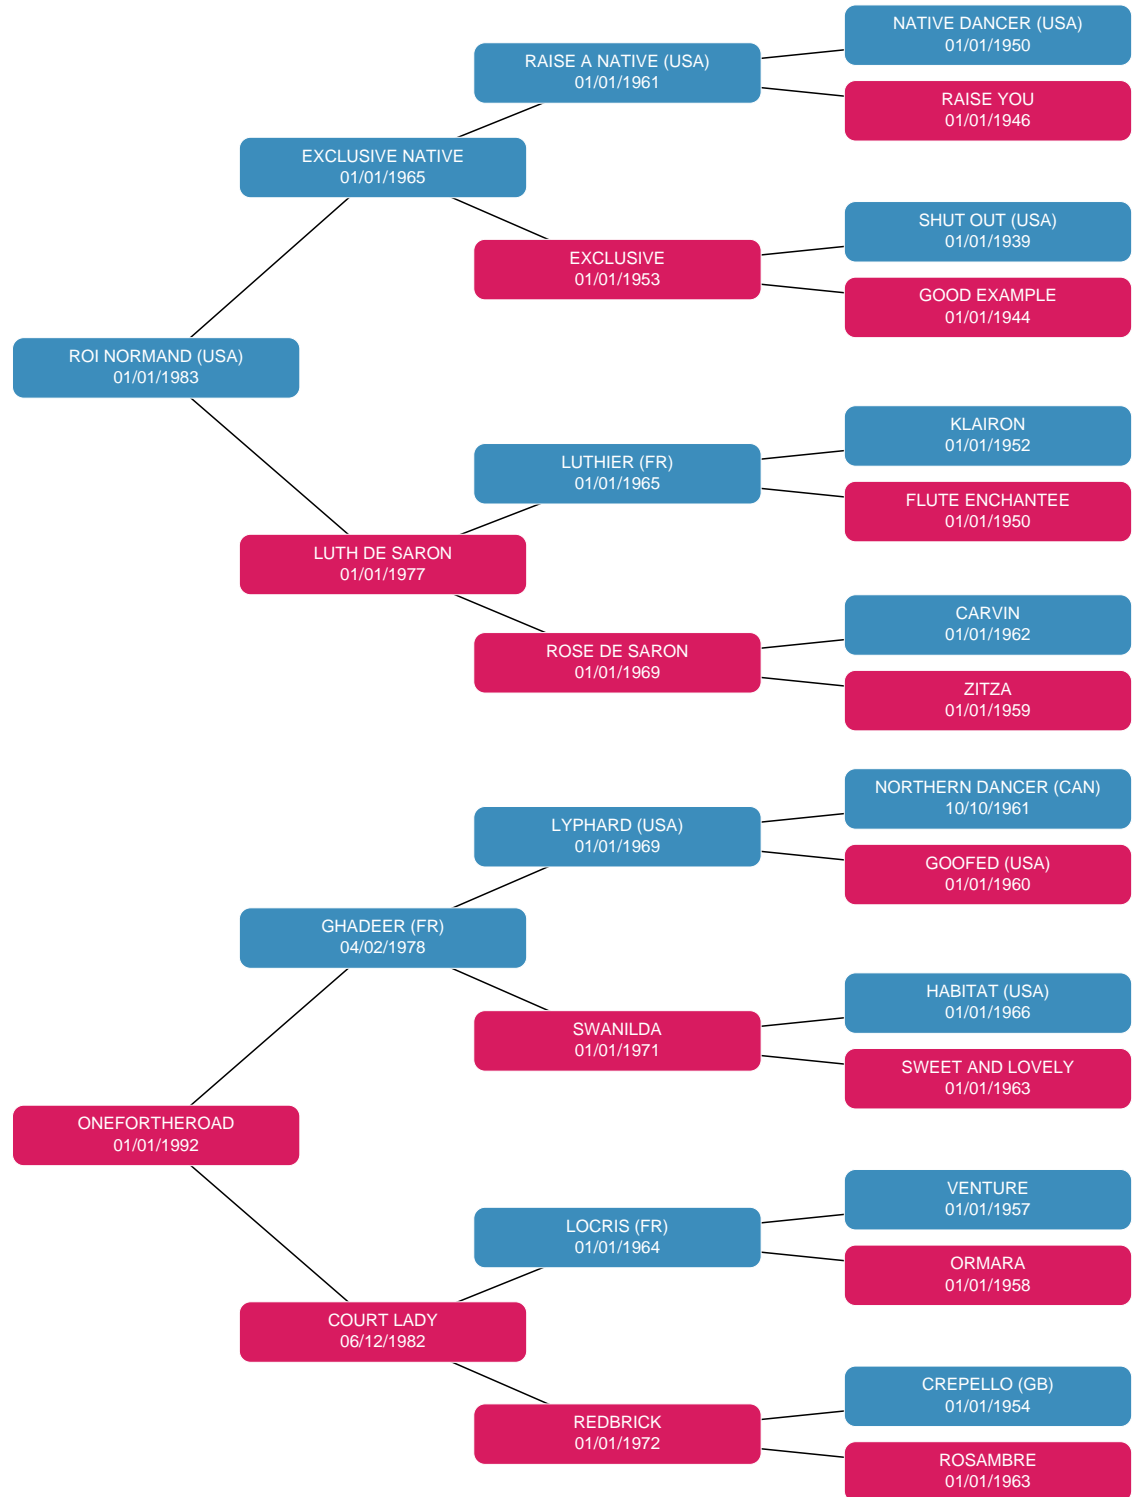 NATIVE DANCER (USA)
01/01/1950
RAISE A NATIVE (USA)
01/01/1961
RAISE YOU
01/01/1946
EXCLUSIVE NATIVE
01/01/1965
SHUT OUT (USA)
01/01/1939
EXCLUSIVE
01/01/1953
GOOD EXAMPLE
01/01/1944
ROI NORMAND (USA)
01/01/1983
KLAIRON
01/01/1952
LUTHIER (FR)
01/01/1965
FLUTE ENCHANTEE
01/01/1950
LUTH DE SARON
01/01/1977
CARVIN
01/01/1962
ROSE DE SARON
01/01/1969
ZITZA
01/01/1959
NORTHERN DANCER (CAN)
10/10/1961
LYPHARD (USA)
01/01/1969
GOOFED (USA)
01/01/1960
GHADEER (FR)
04/02/1978
HABITAT (USA)
01/01/1966
SWANILDA
01/01/1971
SWEET AND LOVELY
01/01/1963
ONEFORTHEROAD
01/01/1992
VENTURE
01/01/1957
LOCRIS (FR)
01/01/1964
ORMARA
01/01/1958
COURT LADY
06/12/1982
CREPELLO (GB)
01/01/1954
REDBRICK
01/01/1972
ROSAMBRE
01/01/1963